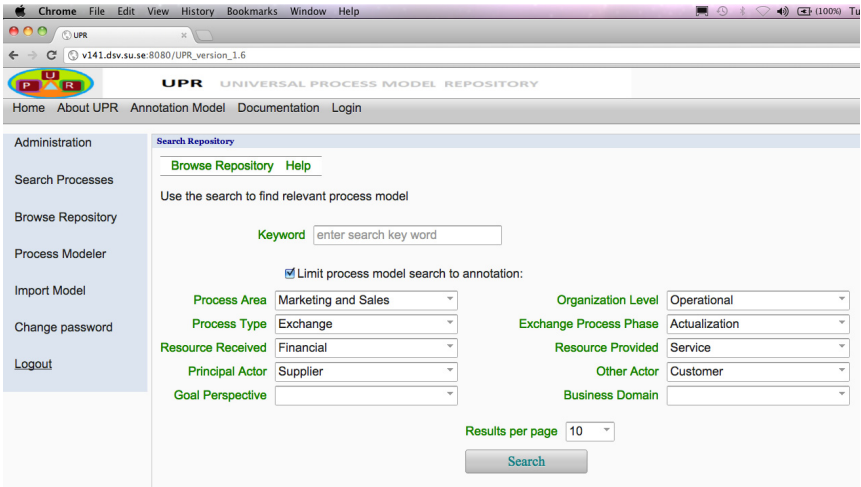 Chrome File Edit View History Bookmarks Window Help (100%) Tu
UPR
v141.dsv.su.se:8080/UPR_version_1.6
P U R UPR UNIVERSAL PROCESS MODEL REPOSITORY
Home About UPR Annotation Model Documentation Login
Administration
Search Processes
Browse Repository
Process Modeler
Import Model
Change password
Logout
Search Repository
Browse Repository Help
Use the search to find relevant process model
Keyword enter search key word
Limit process model search to annotation:
Process Area Marketing and Sales Organization Level Operational
Process Type Exchange Exchange Process Phase Actualization
Resource Received Financial Resource Provided Service
Principal Actor Supplier Other Actor Customer
Goal Perspective Business Domain
Results per page 10
Search